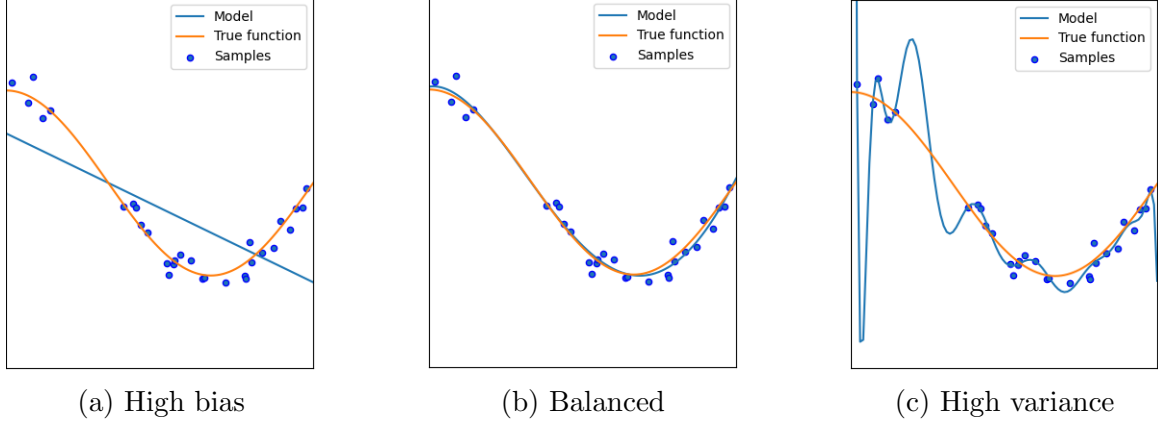 Model
True function
Samples
Model
True function
Samples
Model
True function
Samples
(a) High bias
(b) Balanced
(c) High variance